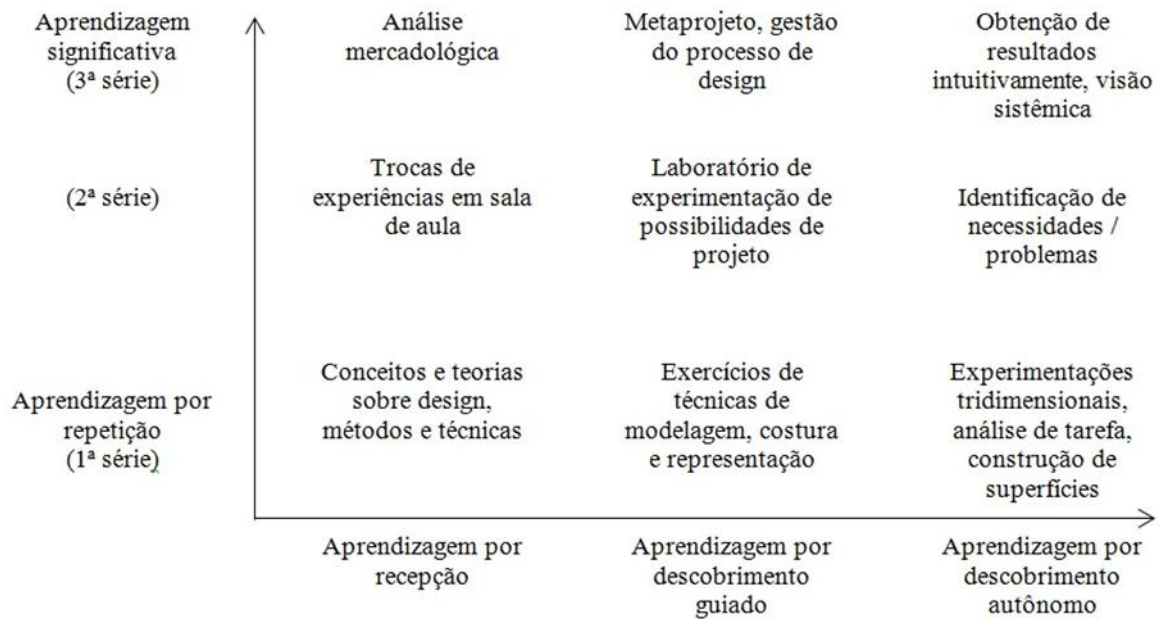 Aprendizagem
significativa
(3ª série)
Análise
mercadológica
Metaprojeto, gestão
do processo de
design
Obtenção de
resultados
intuitivamente, visão
sistêmica
(2ª série)
Trocas de
experiências em sala
de aula
Laboratório de
experimentação de
possibilidades de
projeto
Identificação de
necessidades /
problemas
Aprendizagem por
repetição
(1ª série)
Conceitos e teorias
sobre design,
métodos e técnicas
Exercícios de
técnicas de
modelagem, costura
e representação
Experimentações
tridimensionais,
análise de tarefa,
construção de
superfícies
Aprendizagem por
recepção
Aprendizagem por
descobrimento
guiado
Aprendizagem por
descobrimento
autônomo